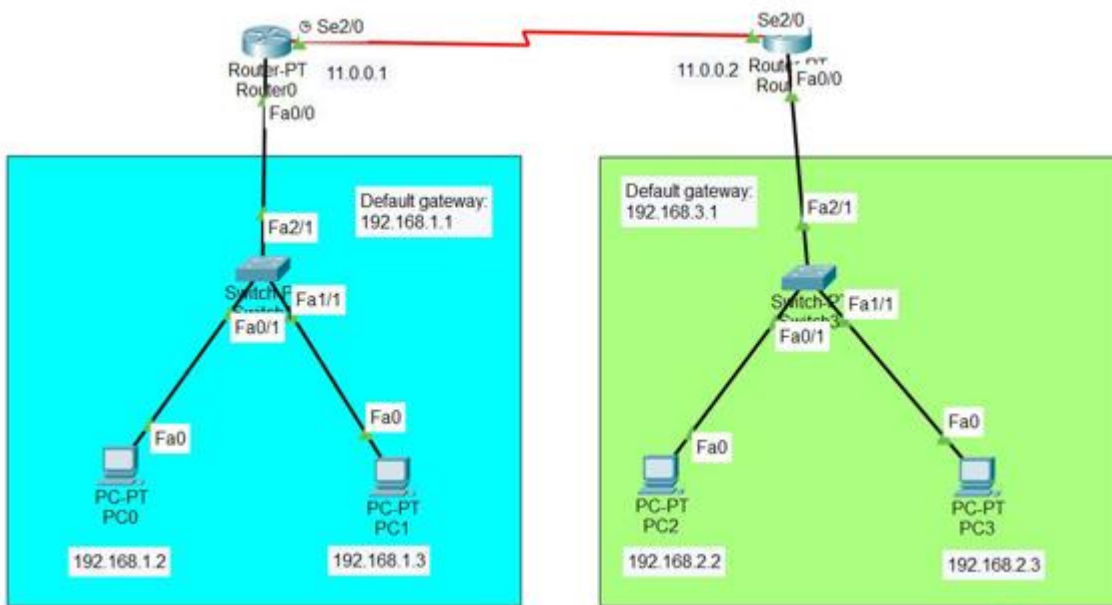 Se2/0
Router-PT
Router0
11.0.0.1
Fa0/0
Se2/0
11.0.0.2
Fa0/0
Default gateway:
192.168.1.1
Fa2/1
Fa1/1
Fa0/1
Fa0
Fa0
PC-PT
PC0
PC-PT
PC1
192.168.1.2
192.168.1.3
Default gateway:
192.168.3.1
Fa2/1
Fa1/1
Switch3
Fa0/1
Fa0
Fa0
PC-PT
PC2
PC-PT
PC3
192.168.2.2
192.168.2.3